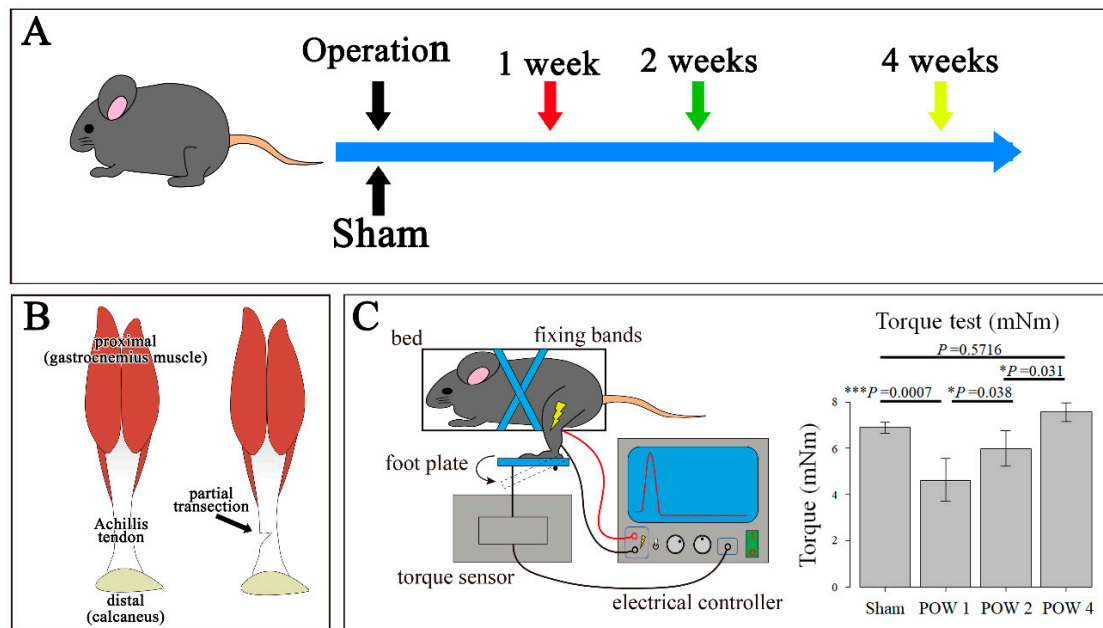 A
Operation
1 week
2 weeks
4 weeks
Sham
B
proximal
(gastrocnemius muscle)
partial
transection
Achillis
tendon
distal
(calcaneus)
C
bed
fixing bands
foot plate
torque sensor
electrical controller
Torque test (mNm)
P=0.5716
*P=0.031
***P=0.0007
*P=0.038
Torque (mNm)
8
6
4
2
0
Sham
POW 1
POW 2
POW 4